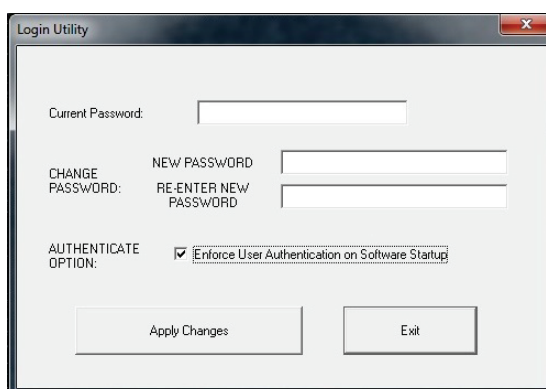 Login Utility
Current Password:
CHANGE
PASSWORD:
NEW PASSWORD
RE-ENTER NEW
PASSWORD
AUTHENTICATE
OPTION:
Enforce User Authentication on Software Startup
Apply Changes
Exit